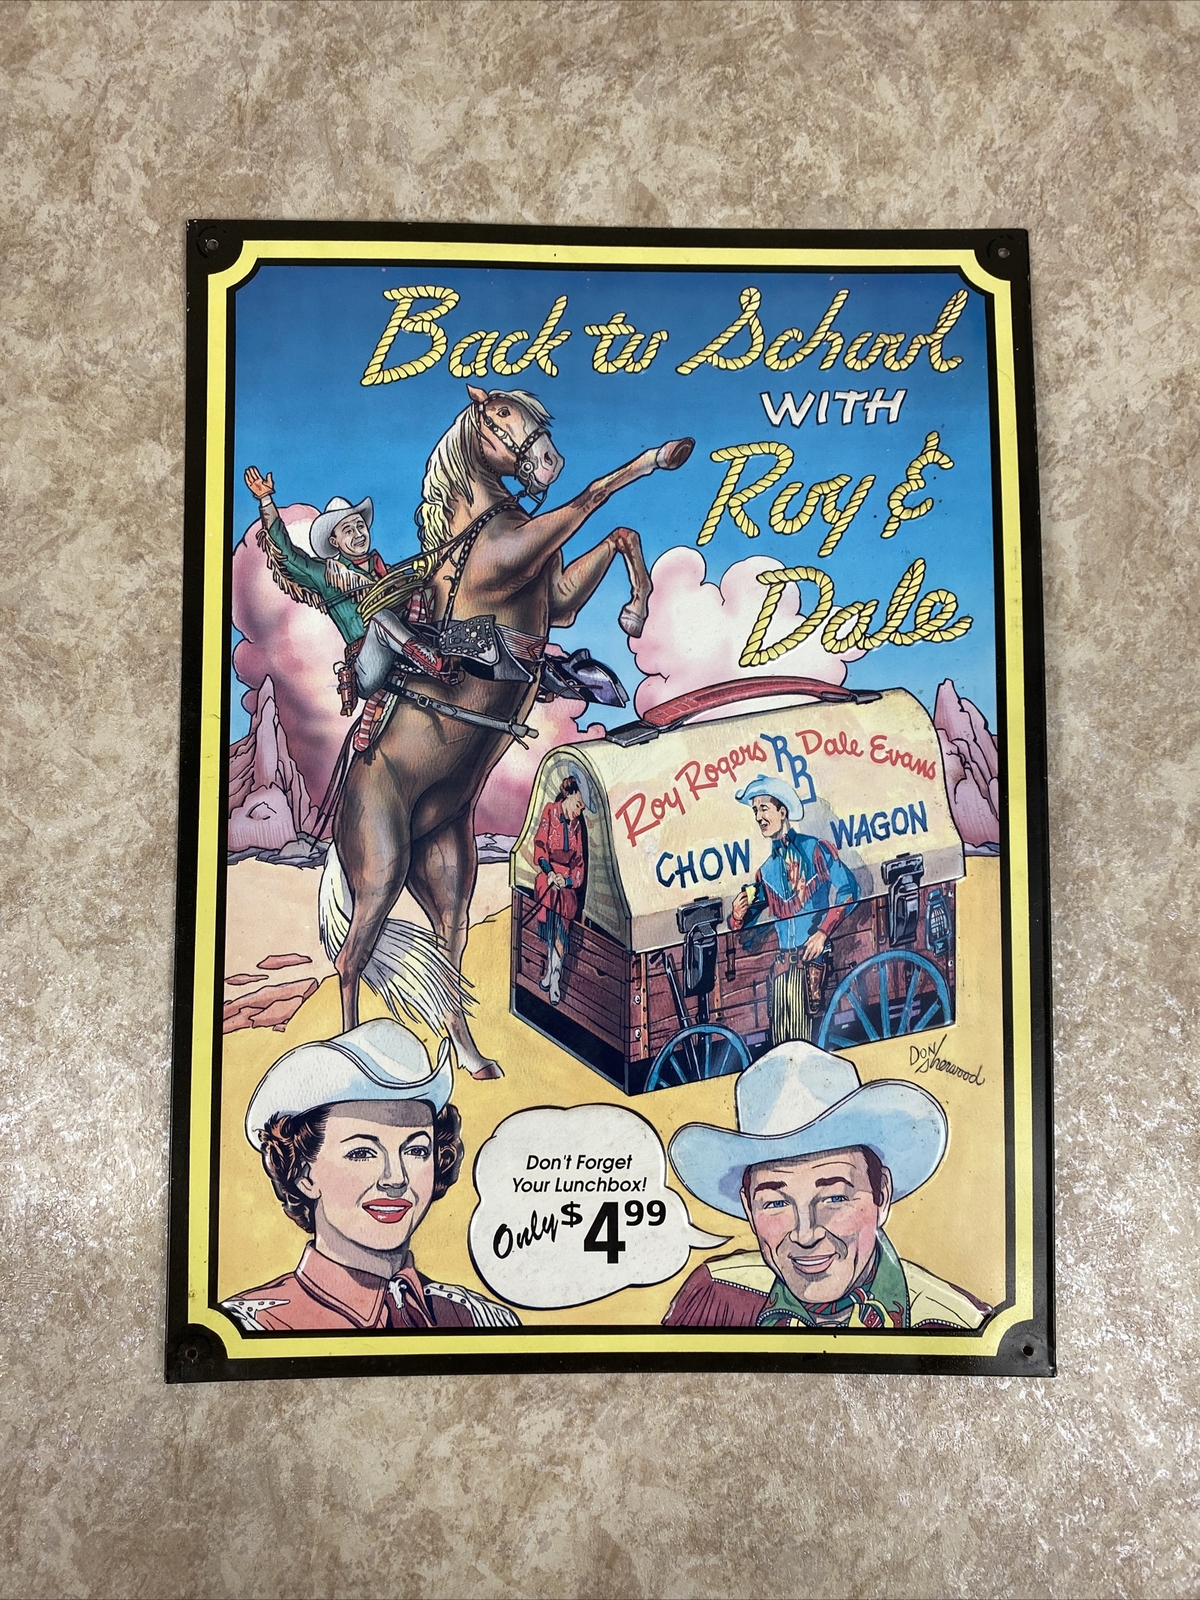 Back to School
WITH
Roy &
Dale
Roy Rogers RR Dale Evans
CHOW WAGON
Don Sherwood
Don't Forget
Your Lunchbox!
Only $4.99